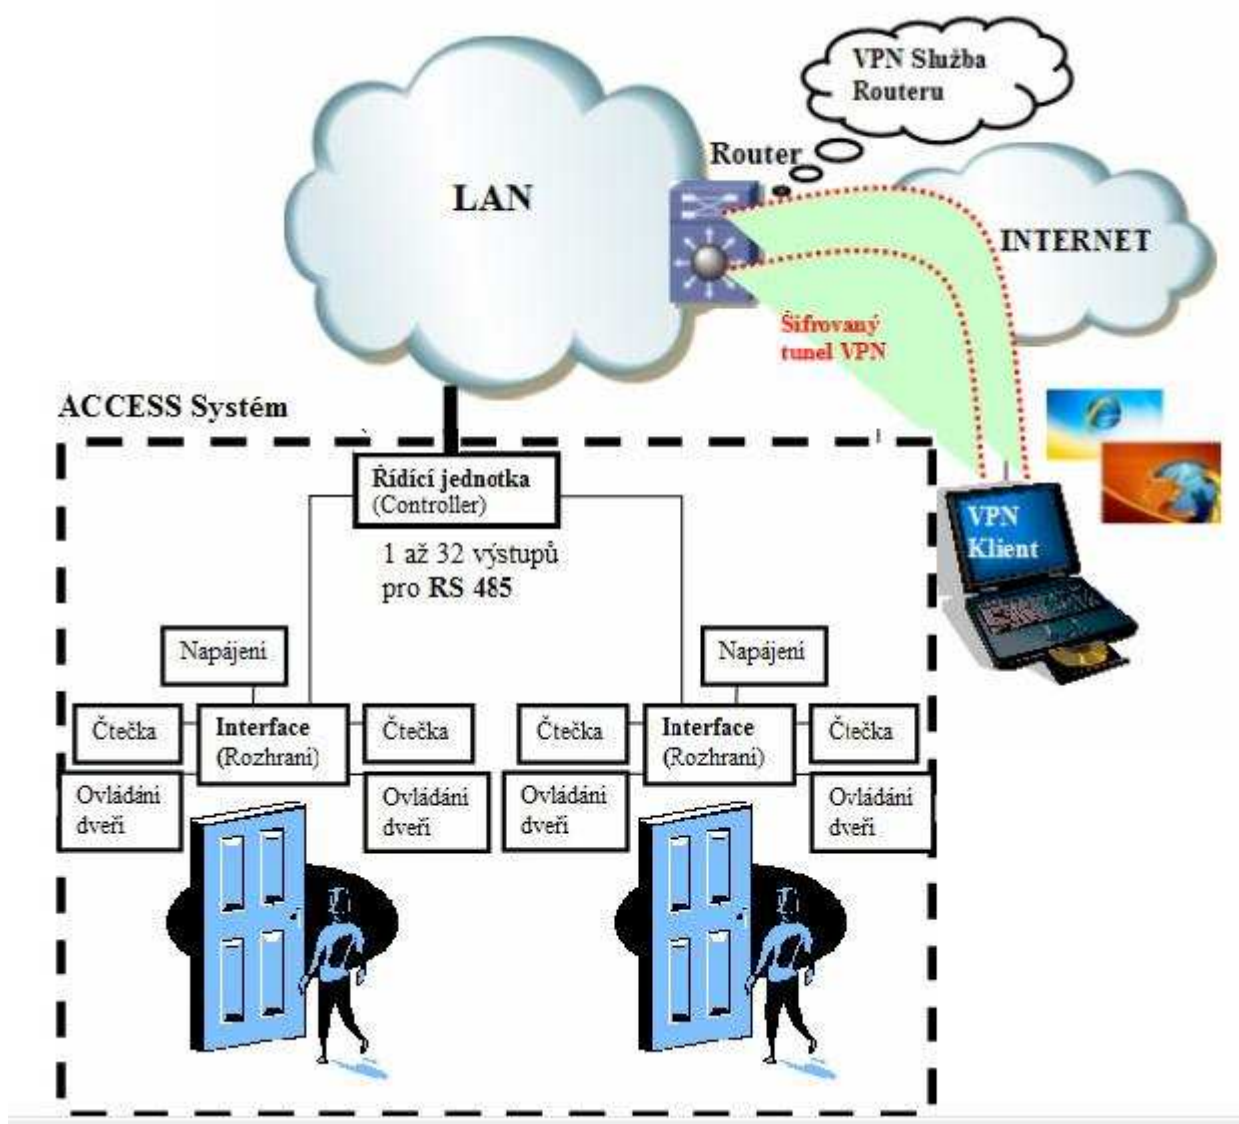 VPN Služba
Routeru
Router
LAN
INTERNET
Šifrovaný
tunel VPN
ACCESS Systém
Řídící jednotka
(Controller)
1 až 32 výstupů
pro RS 485
VPN
Klient
Napájení
Napájení
Čtečka
Interface
(Rozhraní)
Čtečka
Čtečka
Interface
(Rozhraní)
Čtečka
Ovládání
dveří
Ovládání
dveří
Ovládání
dveří
Ovládání
dveří